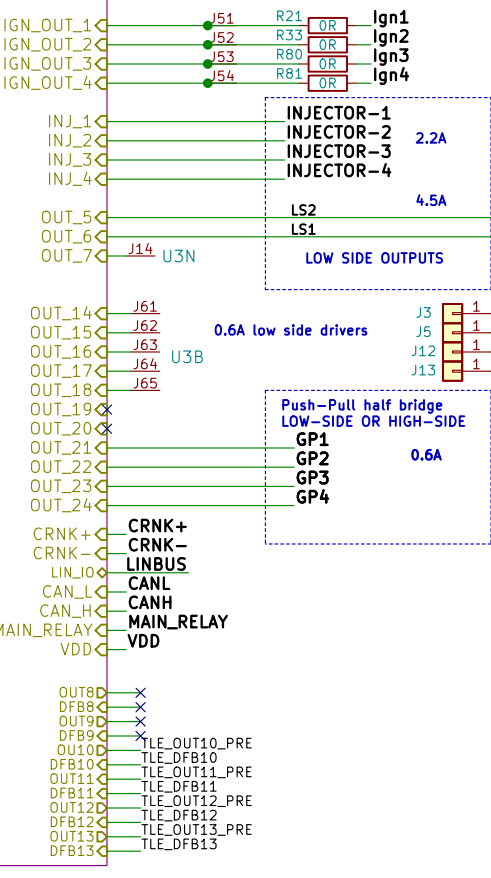 IGN_OUT_1 J51 R21 0R Ign1
IGN_OUT_2 J52 R33 0R Ign2
IGN_OUT_3 J53 R80 0R Ign3
IGN_OUT_4 J54 R81 0R Ign4
INJ_1 INJECTOR-1
INJ_2 INJECTOR-2 2.2A
INJ_3 INJECTOR-3
INJ_4 INJECTOR-4
4.5A
OUT_5 LS2
OUT_6 LS1
OUT_7 J14 U3N LOW SIDE OUTPUTS
OUT_14 J61 J3 1
OUT_15 J62 0.6A low side drivers J5 1
OUT_16 J63 U3B J12 1
OUT_17 J64 J13 1
OUT_18 J65
OUT_19 Push-Pull half bridge
OUT_20 LOW-SIDE OR HIGH-SIDE
OUT_21 GP1
OUT_22 GP2 0.6A
OUT_23 GP3
OUT_24 GP4
CRNK+ CRNK+
CRNK- CRNK-
LIN_IO LINBUS
CAN_L CANL
CAN_H CANH
MAIN_RELAY MAIN_RELAY
VDD VDD
OUT8
DFB8
OUT9
DFB9
OU10 TLE_OUT10_PRE
DFB10 TLE_DFB10
OUT11 TLE_OUT11_PRE
DFB11 TLE_DFB11
OUT12 TLE_OUT12_PRE
DFB12 TLE_DFB12
OUT13 TLE_OUT13_PRE
DFB13 TLE_DFB13